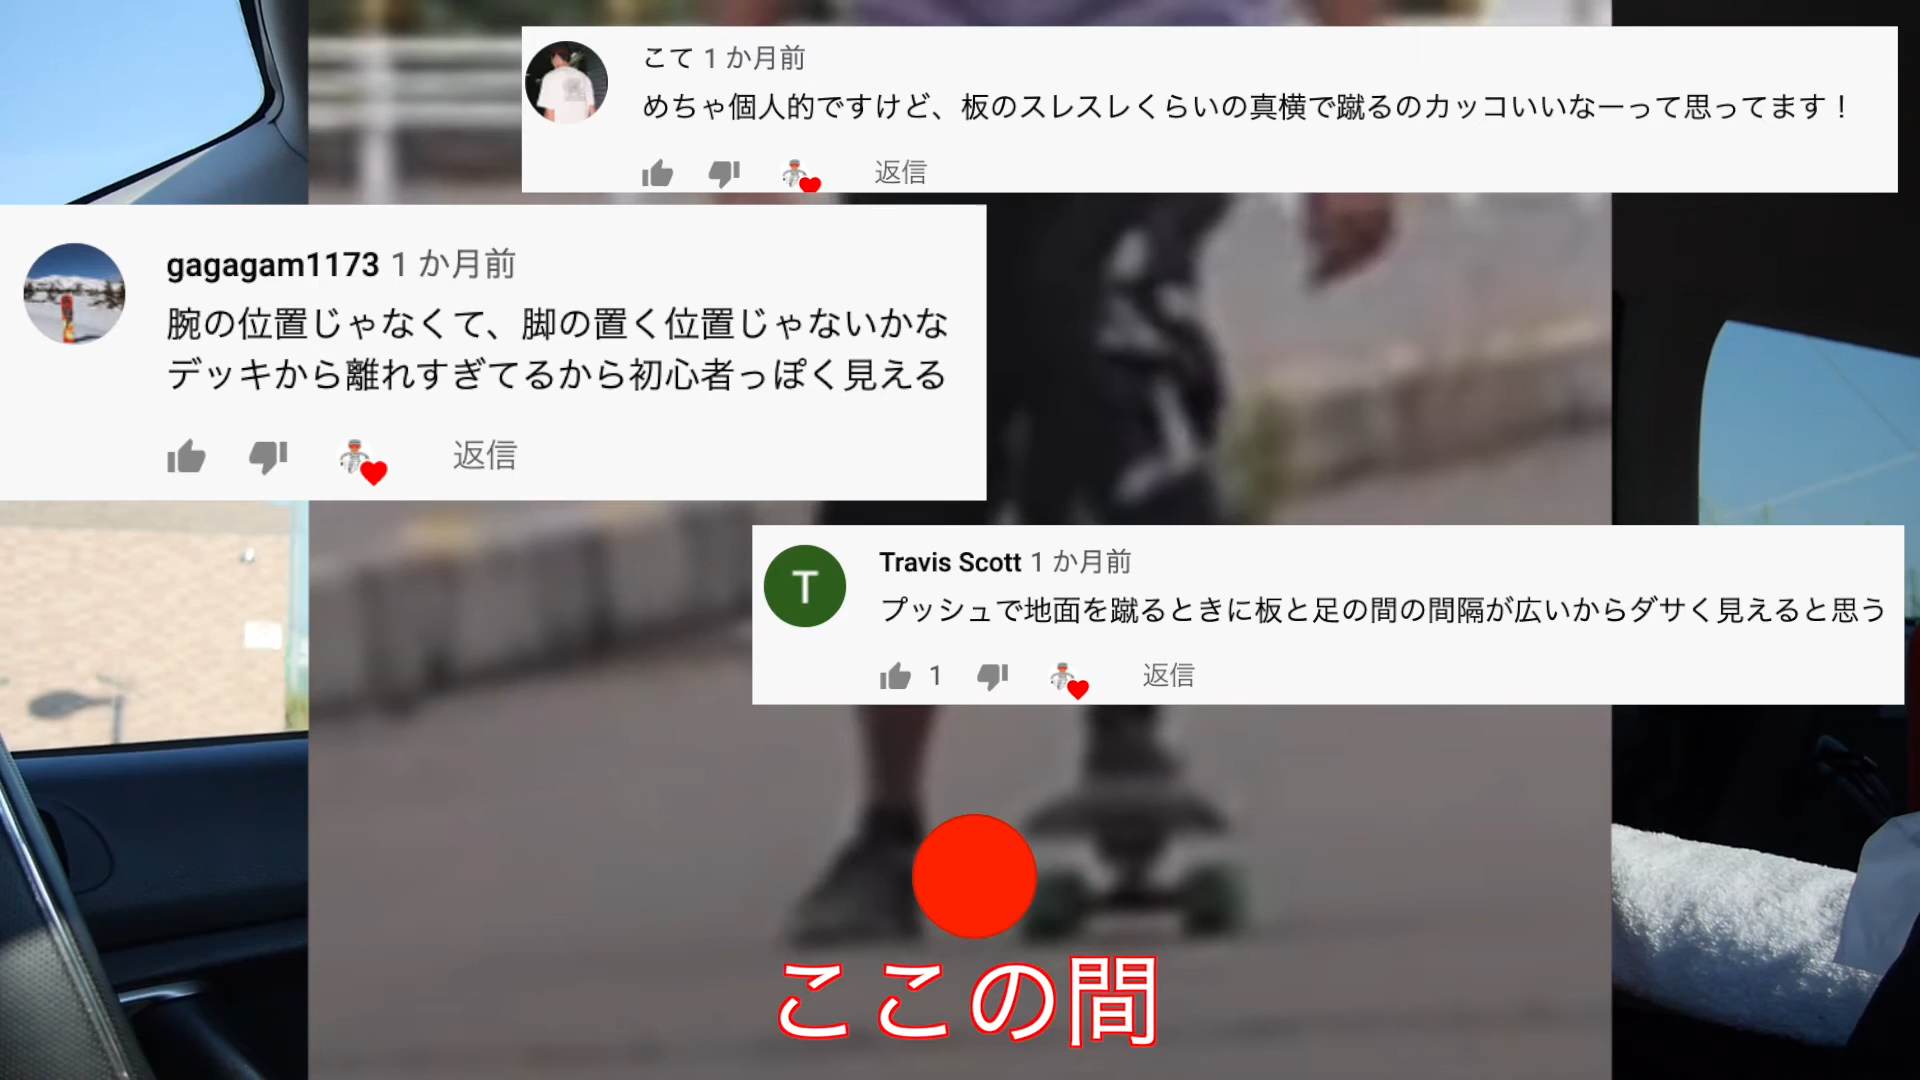 こて 1 か月前
めちゃ個人的ですけど、板のスレスレくらいの真横で蹴るのカッコいいなーって思ってます！
返信
gagagam1173 1 か月前
腕の位置じゃなくて、脚の置く位置じゃないかな
デッキから離れすぎてるから初心者っぽく見える
返信
T
Travis Scott 1 か月前
プッシュで地面を蹴るときに板と足の間の間隔が広いからダサく見えると思う
1
返信
ここの間